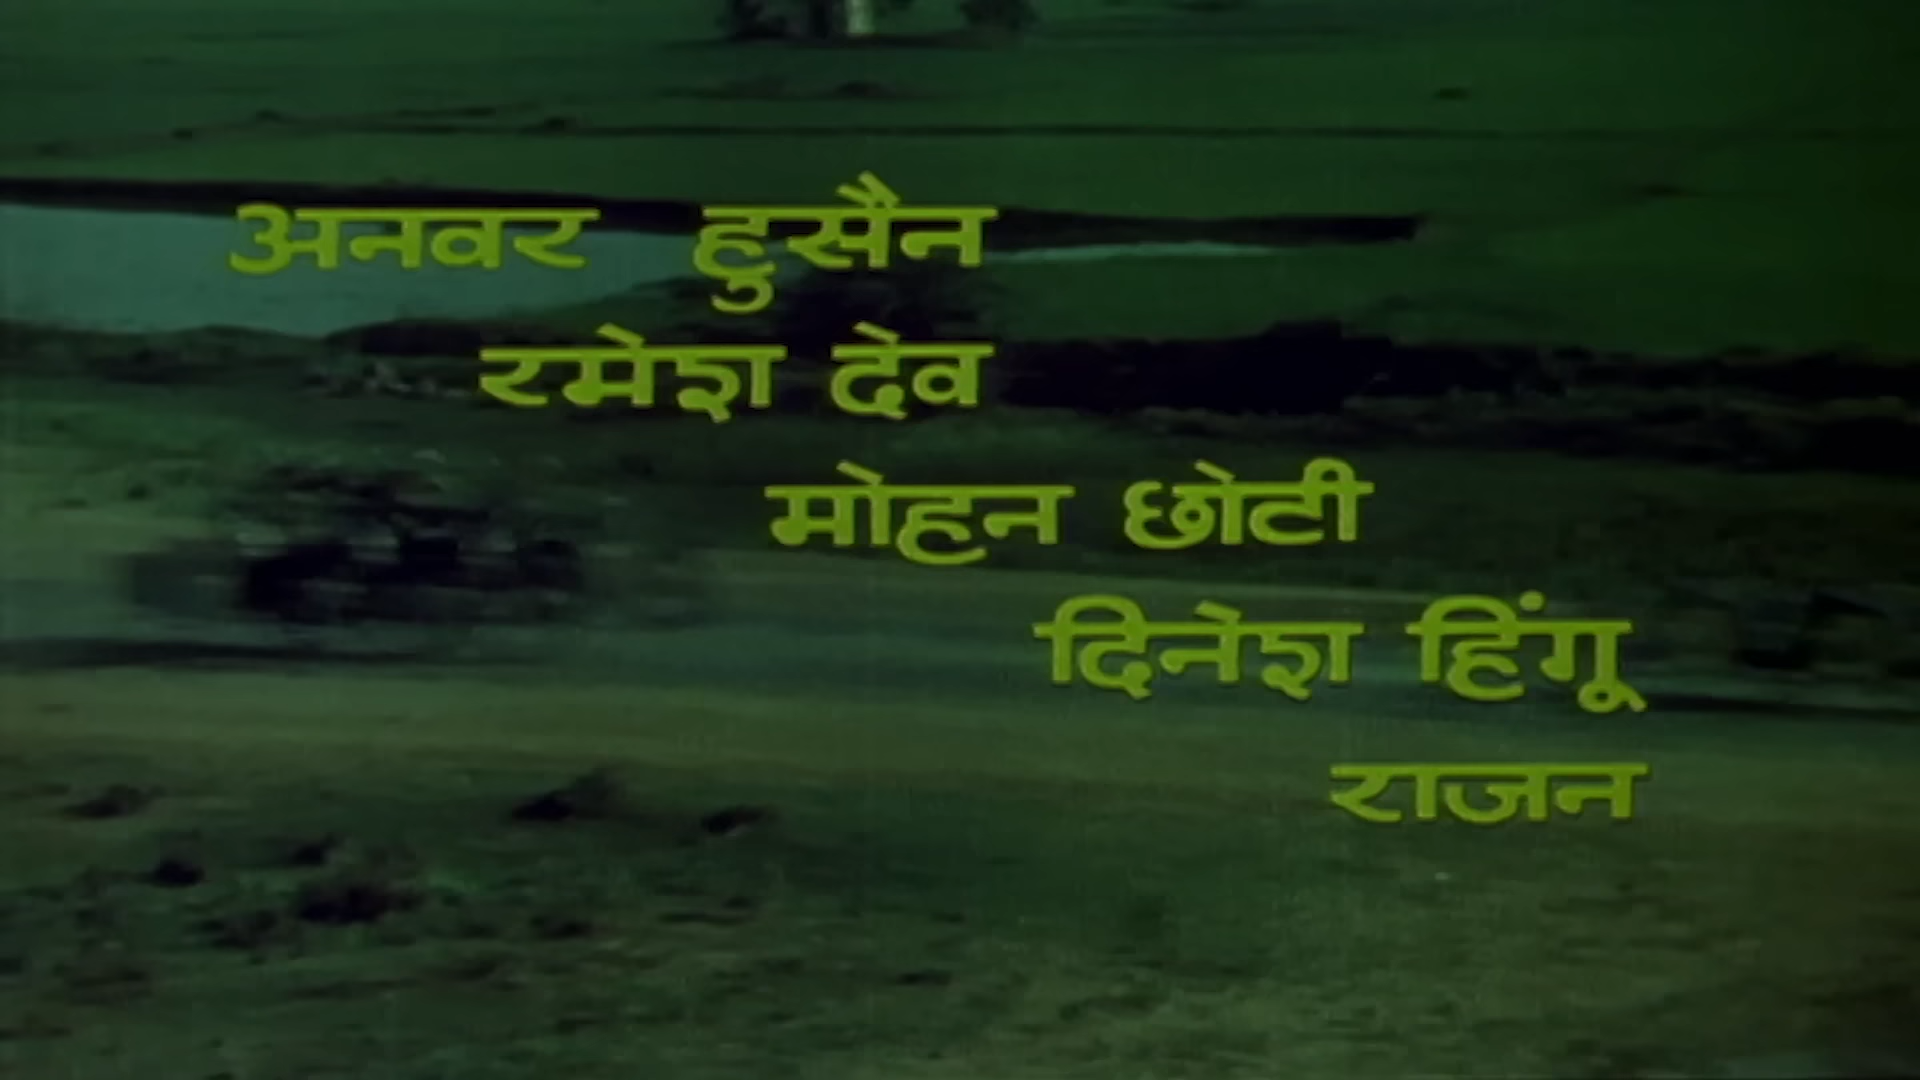 अनवर हुसैन
रमेश देव
मोहन छोटी
दिनेश हिंगू
राजन